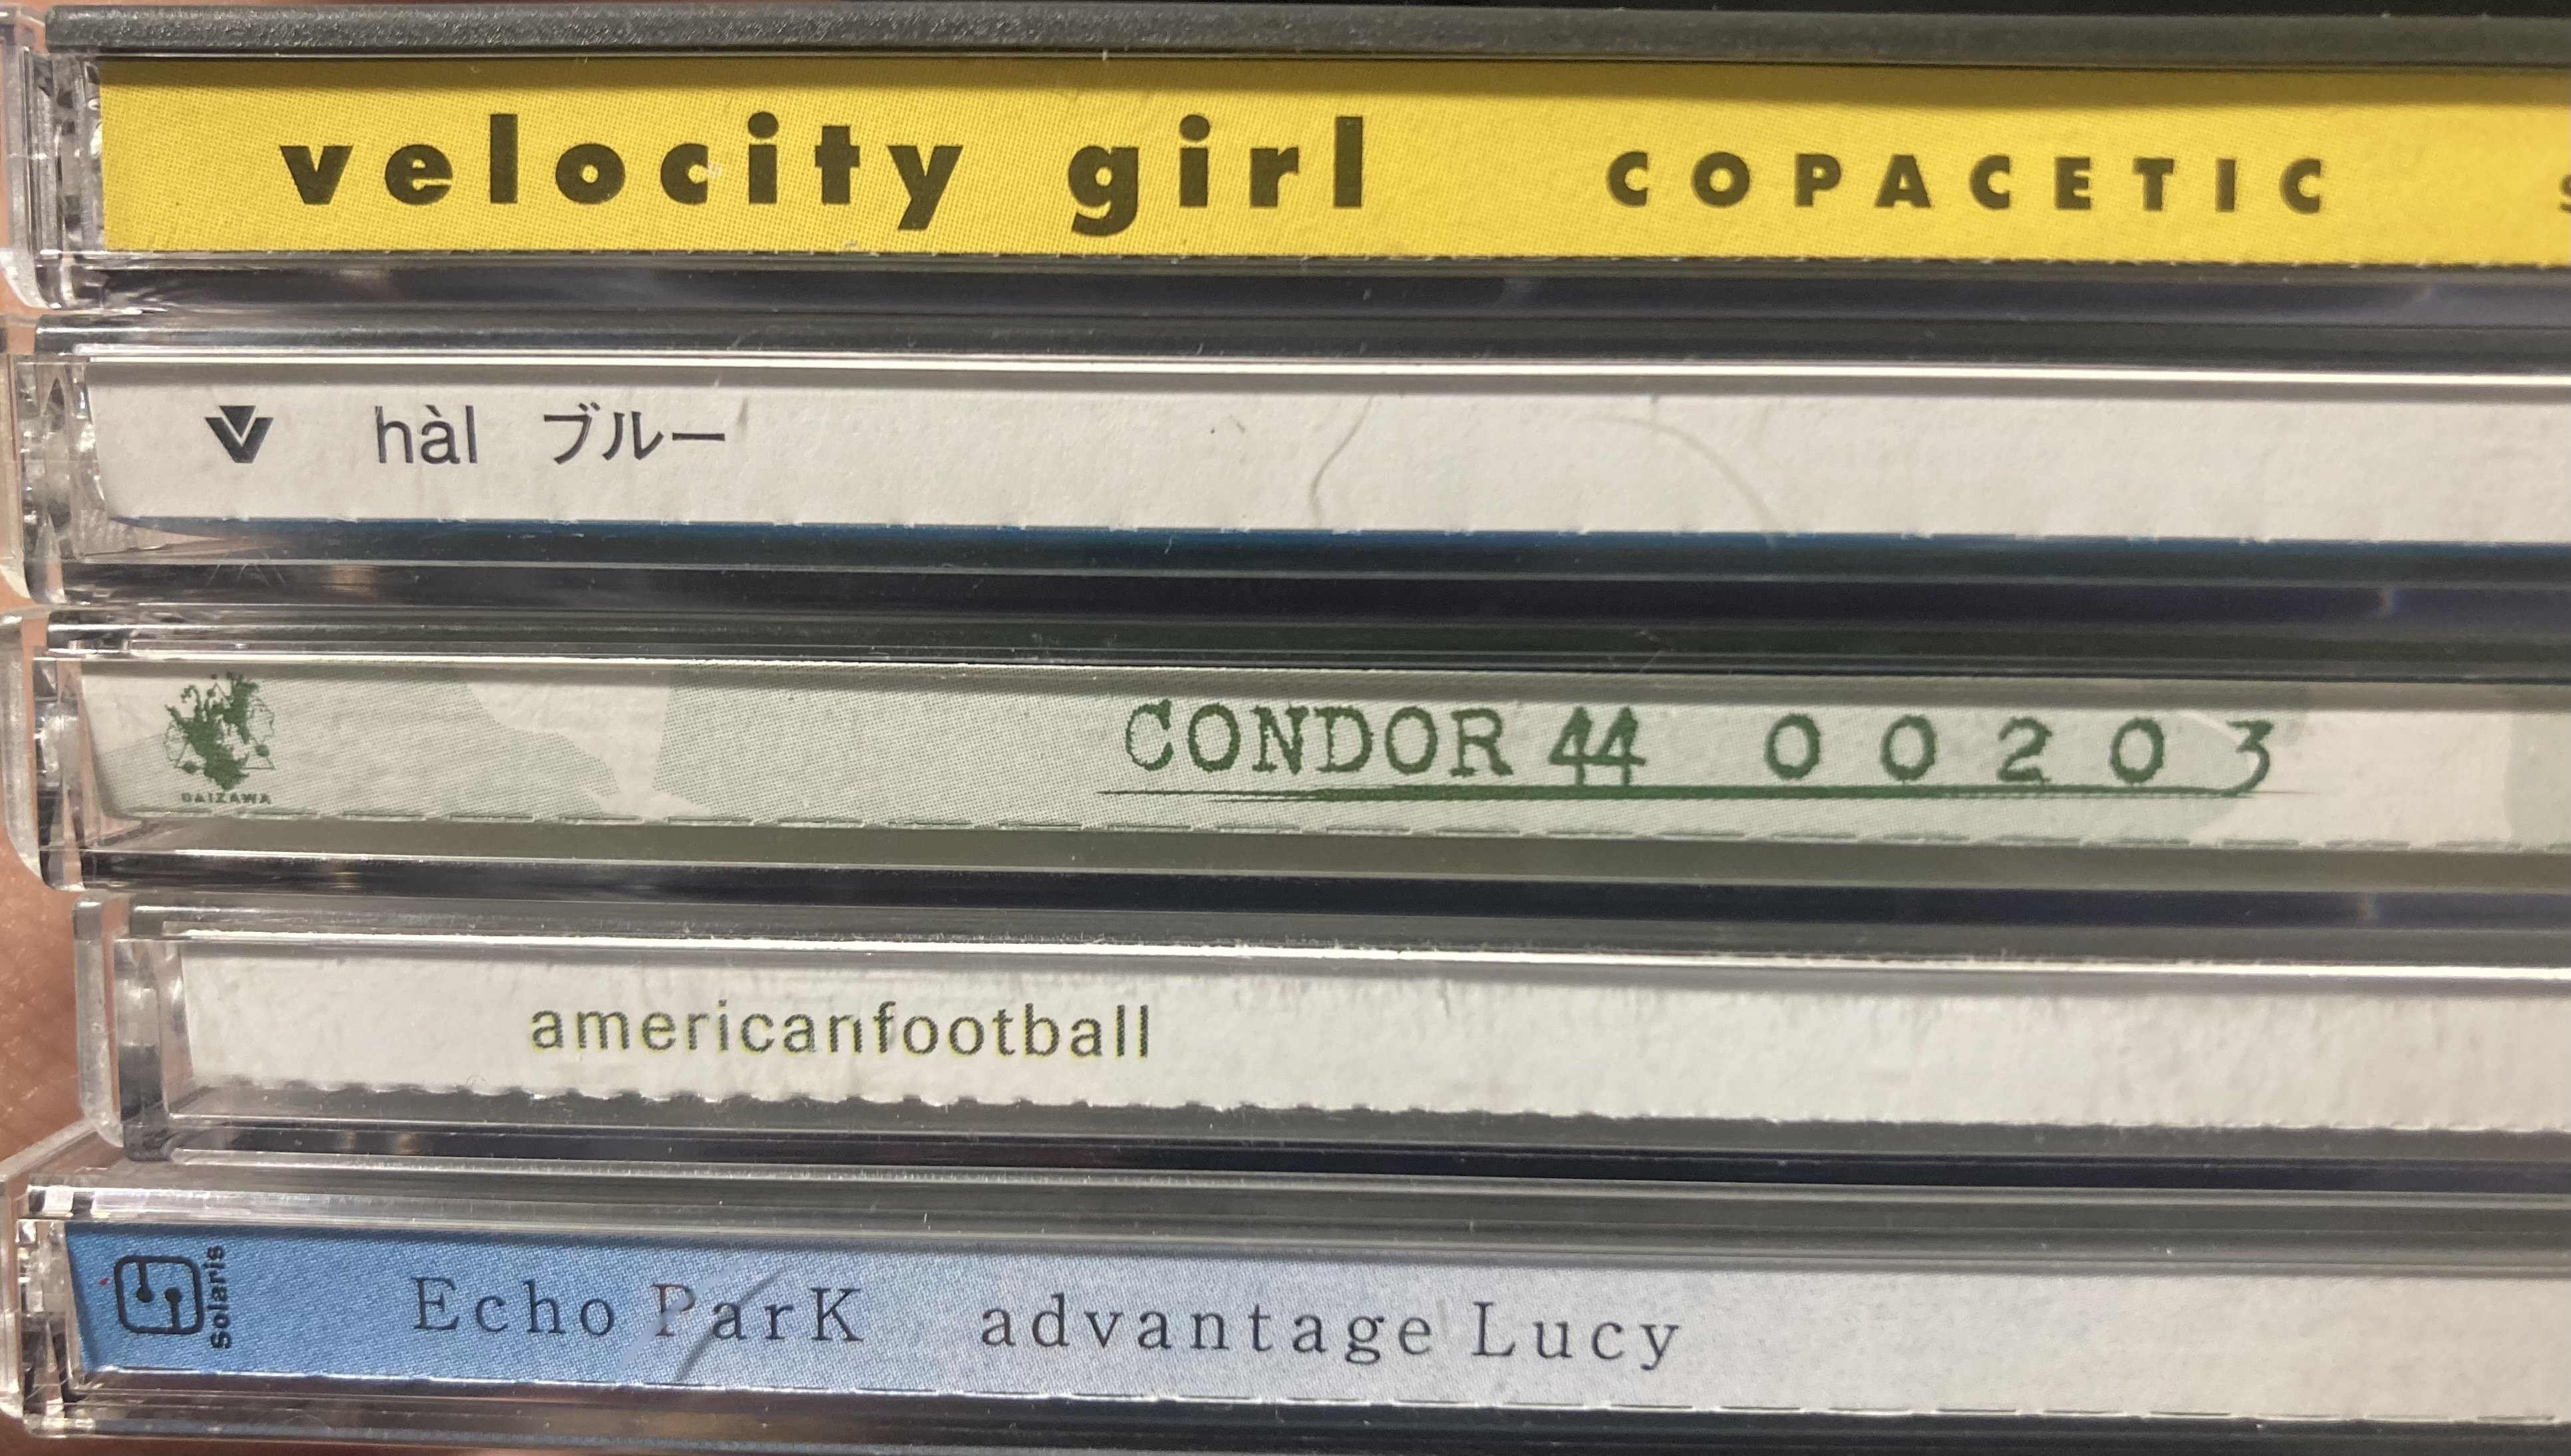 velocity girl COPACETIC
hàl ブルー
DAIZAWA
CONDOR 44 00203
americanfootball
Solaris
Echo ParK advantage Lucy